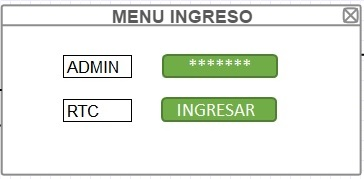 MENU INGRESO
ADMIN *******
RTC INGRESAR